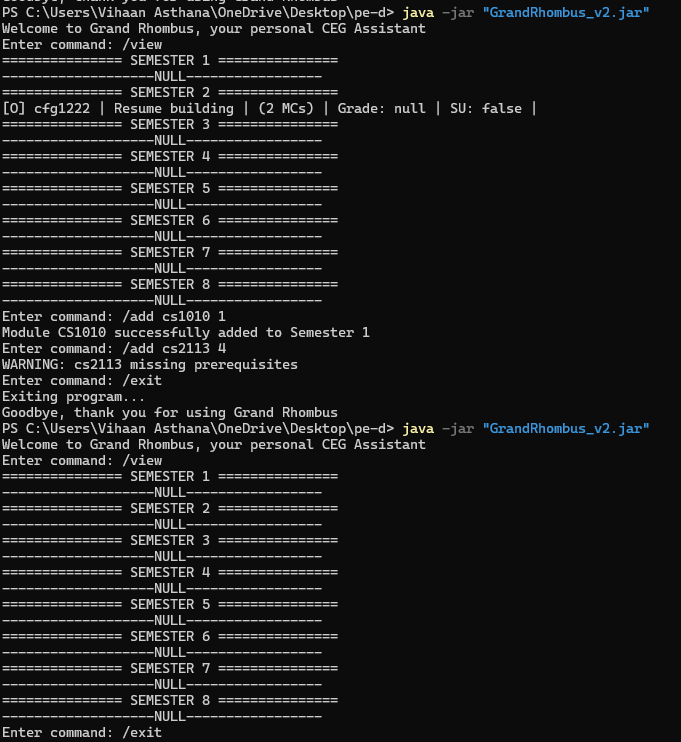 PS C:\Users\Vihaan Asthana\OneDrive\Desktop\pe-d> java -jar "GrandRhombus_v2.jar"
Welcome to Grand Rhombus, your personal CEG Assistant
Enter command: /view
=============== SEMESTER 1 ===============
-------------------NULL-----------------
=============== SEMESTER 2 ===============
[O] cfg1222 | Resume building | (2 MCs) | Grade: null | SU: false |
=============== SEMESTER 3 ===============
-------------------NULL-----------------
=============== SEMESTER 4 ===============
-------------------NULL-----------------
=============== SEMESTER 5 ===============
-------------------NULL-----------------
=============== SEMESTER 6 ===============
-------------------NULL-----------------
=============== SEMESTER 7 ===============
-------------------NULL-----------------
=============== SEMESTER 8 ===============
-------------------NULL-----------------
Enter command: /add cs1010 1
Module CS1010 successfully added to Semester 1
Enter command: /add cs2113 4
WARNING: cs2113 missing prerequisites
Enter command: /exit
Exiting program...
Goodbye, thank you for using Grand Rhombus
PS C:\Users\Vihaan Asthana\OneDrive\Desktop\pe-d> java -jar "GrandRhombus_v2.jar"
Welcome to Grand Rhombus, your personal CEG Assistant
Enter command: /view
=============== SEMESTER 1 ===============
-------------------NULL-----------------
=============== SEMESTER 2 ===============
-------------------NULL-----------------
=============== SEMESTER 3 ===============
-------------------NULL-----------------
=============== SEMESTER 4 ===============
-------------------NULL-----------------
=============== SEMESTER 5 ===============
-------------------NULL-----------------
=============== SEMESTER 6 ===============
-------------------NULL-----------------
=============== SEMESTER 7 ===============
-------------------NULL-----------------
=============== SEMESTER 8 ===============
-------------------NULL-----------------
Enter command: /exit